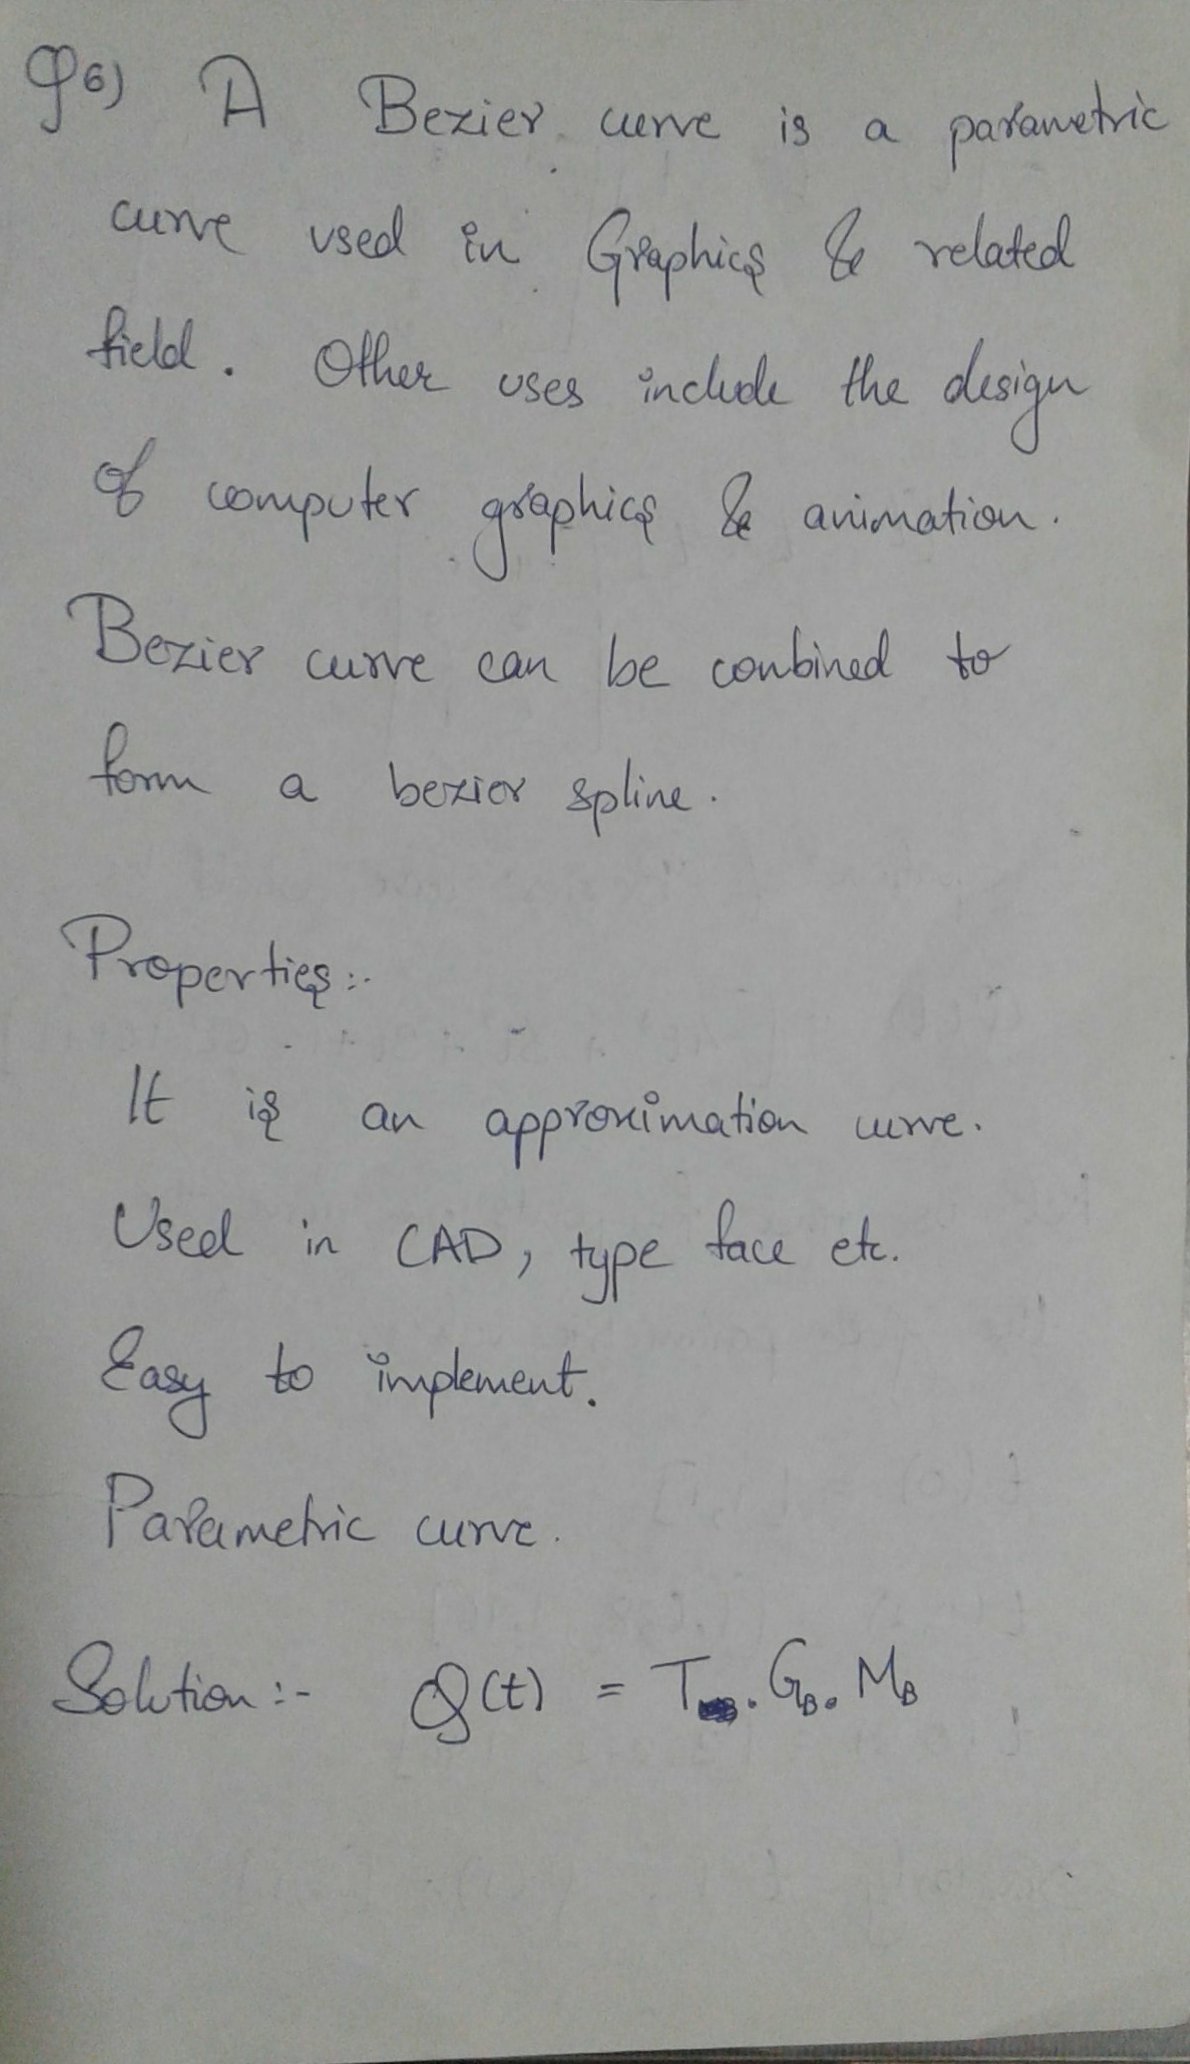 Q6) A Bezier curve is a parametric
curve used in Graphics & related
field. Other uses include the design
of computer graphics & animation.
Bezier curve can be combined to
form a bezier spline.
Properties:-
It is an approximation curve.
Used in CAD, type face etc.
Easy to implement.
Parametric curve.
Solution:- Q(t) = T . G_B . M_B